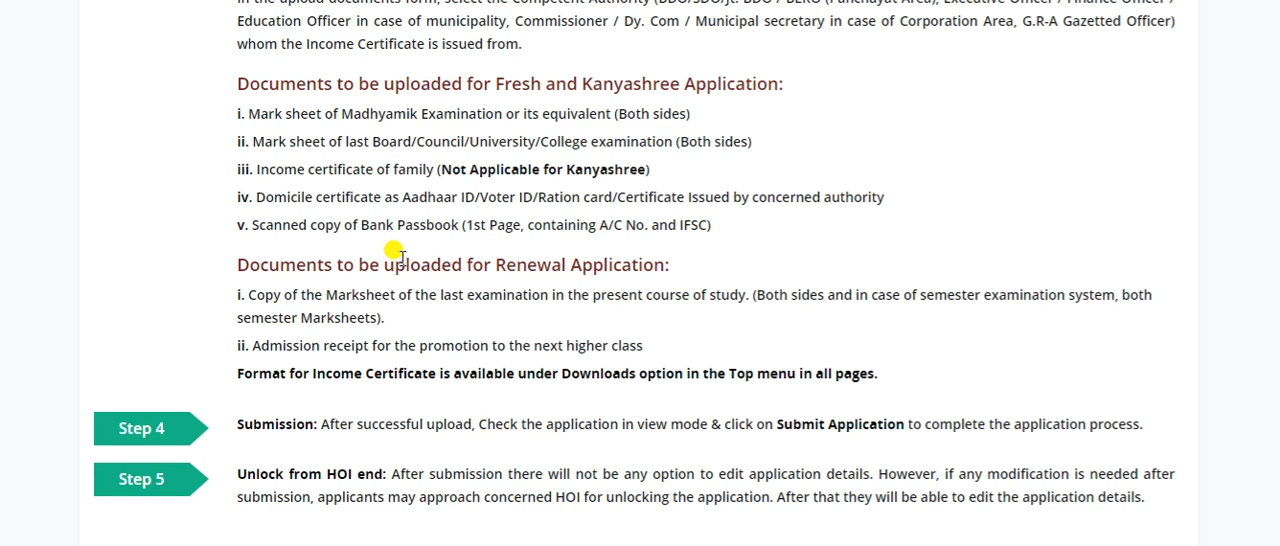 in the upload documents form, select the Competent Authority (BDO/SDO/Jt. BDO / BLRO (Panchayat Area), Executive Officer / Finance Officer /
Education Officer in case of municipality, Commissioner / Dy. Com / Municipal secretary in case of Corporation Area, G.R-A Gazetted Officer)
whom the Income Certificate is issued from.
Documents to be uploaded for Fresh and Kanyashree Application:
i. Mark sheet of Madhyamik Examination or its equivalent (Both sides)
ii. Mark sheet of last Board/Council/University/College examination (Both sides)
iii. Income certificate of family (Not Applicable for Kanyashree)
iv. Domicile certificate as Aadhaar ID/Voter ID/Ration card/Certificate Issued by concerned authority
v. Scanned copy of Bank Passbook (1st Page, containing A/C No. and IFSC)
Documents to be uploaded for Renewal Application:
i. Copy of the Marksheet of the last examination in the present course of study. (Both sides and in case of semester examination system, both
semester Marksheets).
ii. Admission receipt for the promotion to the next higher class
Format for Income Certificate is available under Downloads option in the Top menu in all pages.
Step 4
Submission: After successful upload, Check the application in view mode & click on Submit Application to complete the application process.
Step 5
Unlock from HOI end: After submission there will not be any option to edit application details. However, if any modification is needed after
submission, applicants may approach concerned HOI for unlocking the application. After that they will be able to edit the application details.